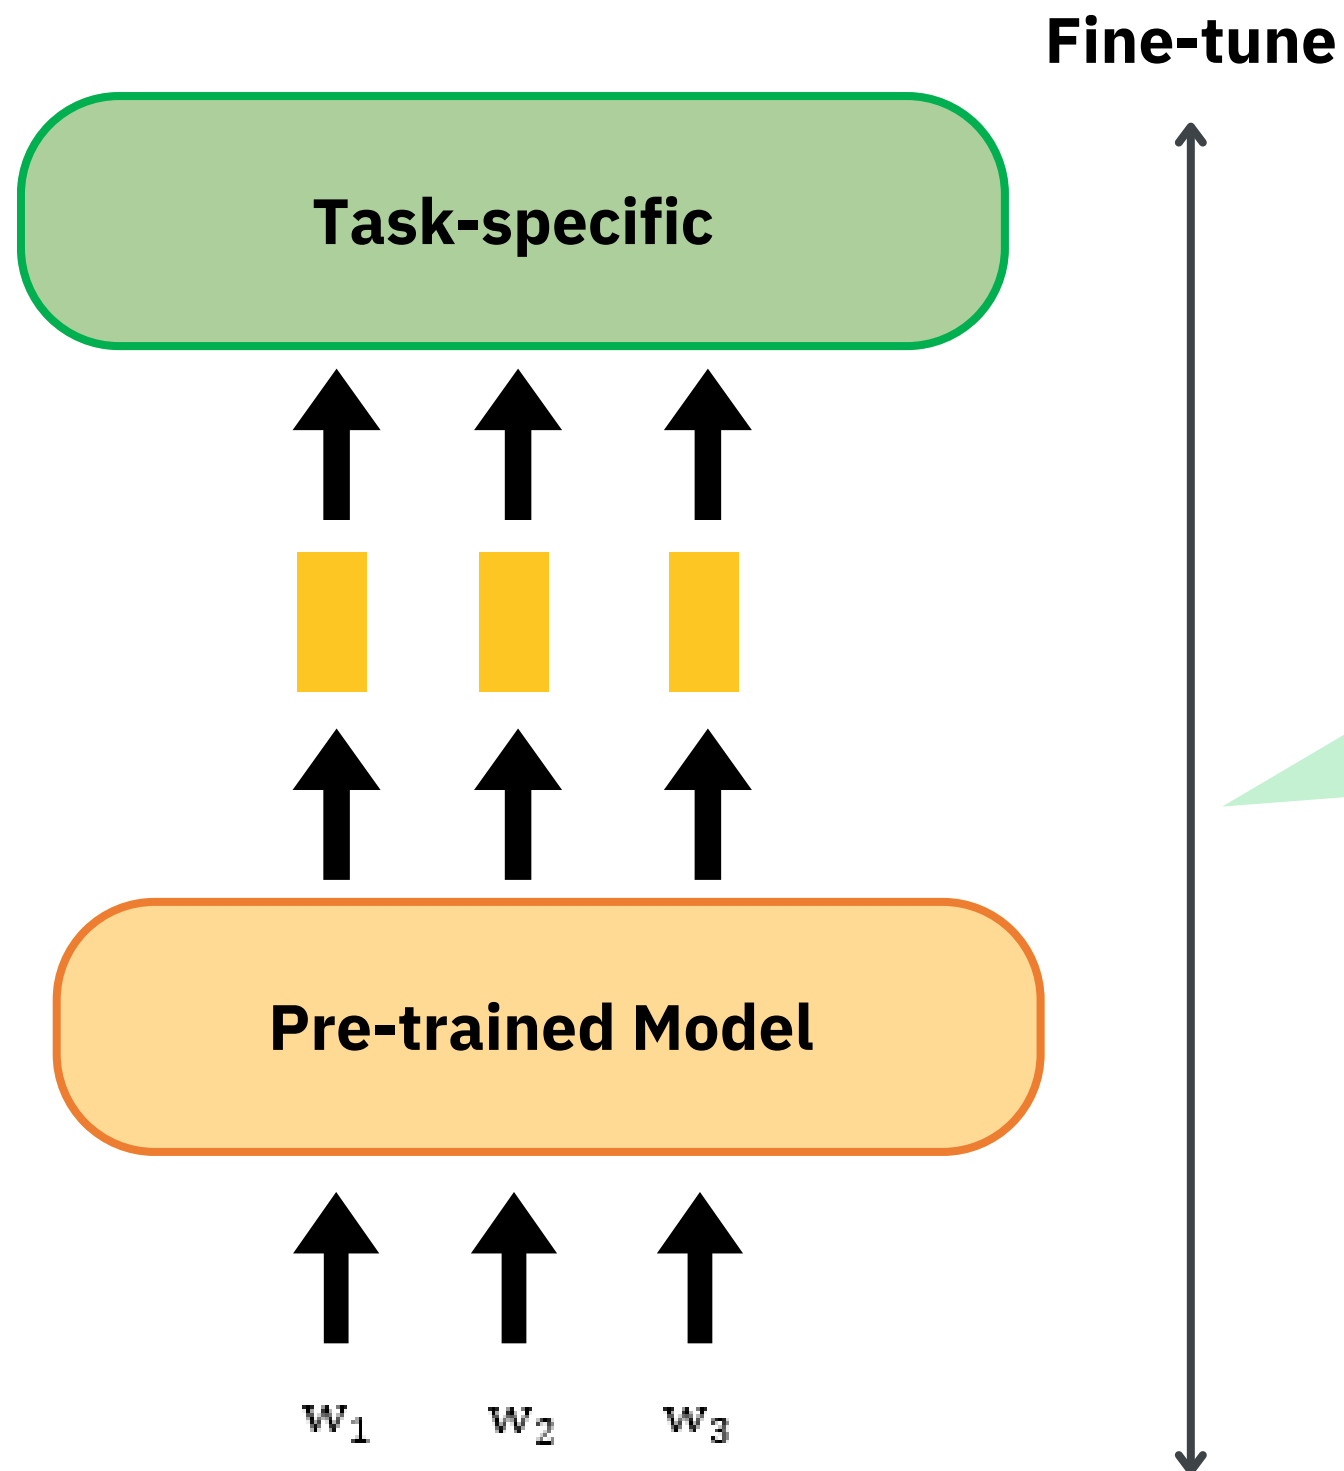 Fine-tune
Task-specific
Pre-trained Model
w₁ w₂ w₃